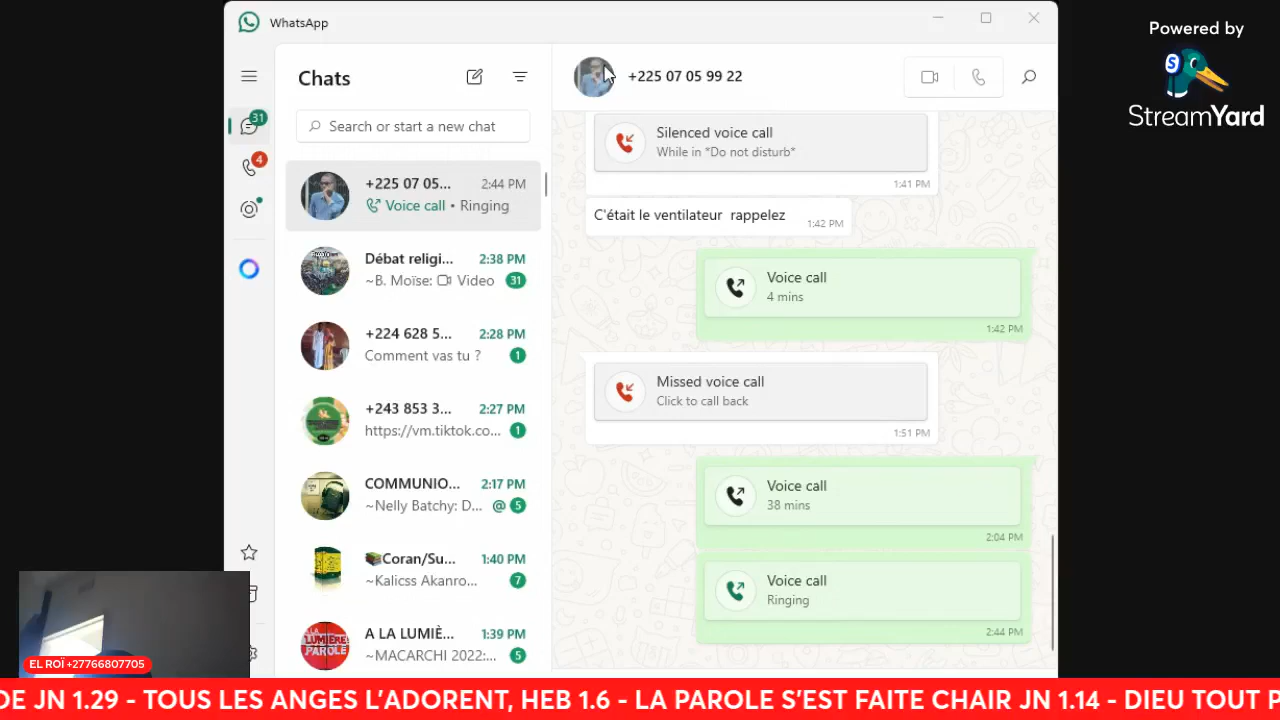 WhatsApp
Powered by
StreamYard
Chats
Search or start a new chat
31
4
+225 07 05...
2:44 PM
Voice call • Ringing
Débat religi...
2:38 PM
~B. Moïse: Video
31
+224 628 5...
2:28 PM
Comment vas tu ?
1
+243 853 3...
2:27 PM
https://vm.tiktok.co...
1
COMMUNIO...
2:17 PM
~Nelly Batchy: D...
@ 5
Coran/Su...
1:40 PM
~Kalicss Akanro...
7
A LA LUMIÈ...
1:39 PM
~MACARCHI 2022:...
5
LUMIERE
PAROLE
+225 07 05 99 22
Silenced voice call
While in *Do not disturb*
1:41 PM
C'était le ventilateur rappelez
1:42 PM
Voice call
4 mins
1:42 PM
Missed voice call
Click to call back
1:51 PM
Voice call
38 mins
2:04 PM
Voice call
Ringing
2:44 PM
EL ROÏ +27766807705
DE JN 1.29 - TOUS LES ANGES L'ADORENT, HEB 1.6 - LA PAROLE S'EST FAITE CHAIR JN 1.14 - DIEU TOUT P